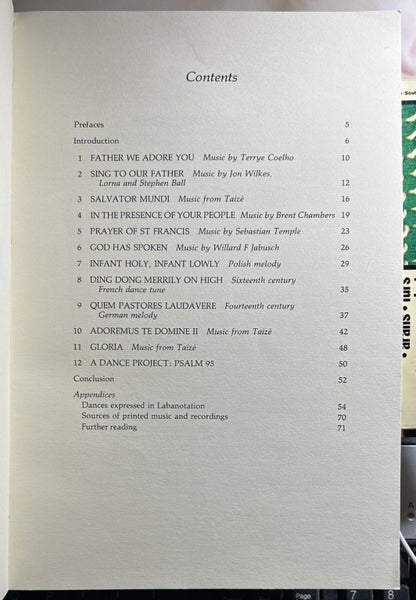 Contents
Prefaces 5
Introduction 6
1 FATHER WE ADORE YOU Music by Terrye Coelho 10
2 SING TO OUR FATHER Music by Jon Wilkes,
Lorna and Stephen Ball 12
3 SALVATOR MUNDI Music from Taizé 16
4 IN THE PRESENCE OF YOUR PEOPLE Music by Brent Chambers 19
5 PRAYER OF ST FRANCIS Music by Sebastian Temple 23
6 GOD HAS SPOKEN Music by Willard F Jabusch 26
7 INFANT HOLY, INFANT LOWLY Polish melody 29
8 DING DONG MERRILY ON HIGH Sixteenth century
French dance tune 35
9 QUEM PASTORES LAUDAVERE Fourteenth century
German melody 37
10 ADOREMUS TE DOMINE II Music from Taizé 42
11 GLORIA Music from Taizé 48
12 A DANCE PROJECT: PSALM 95 50
Conclusion 52
Appendices
Dances expressed in Labanotation 54
Sources of printed music and recordings 70
Further reading 71
Page 7 8